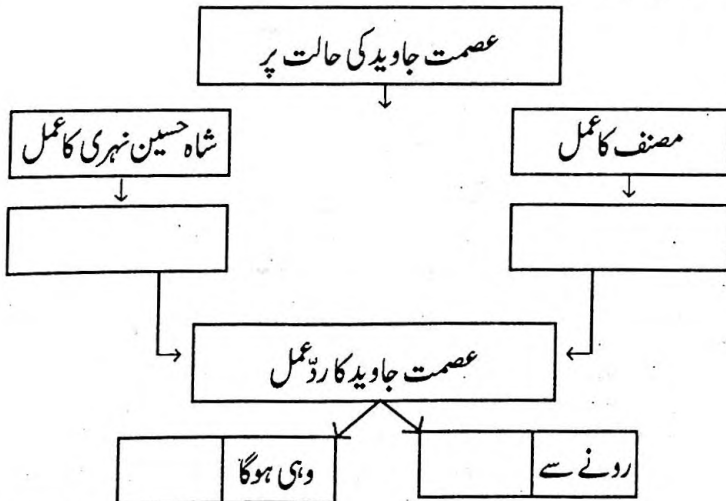 عصمت جاوید کی حالت پر
مصنف کا عمل
شاہ حسین نہری کا عمل
عصمت جاوید کا ردّ عمل
رونے سے
وہی ہوگا